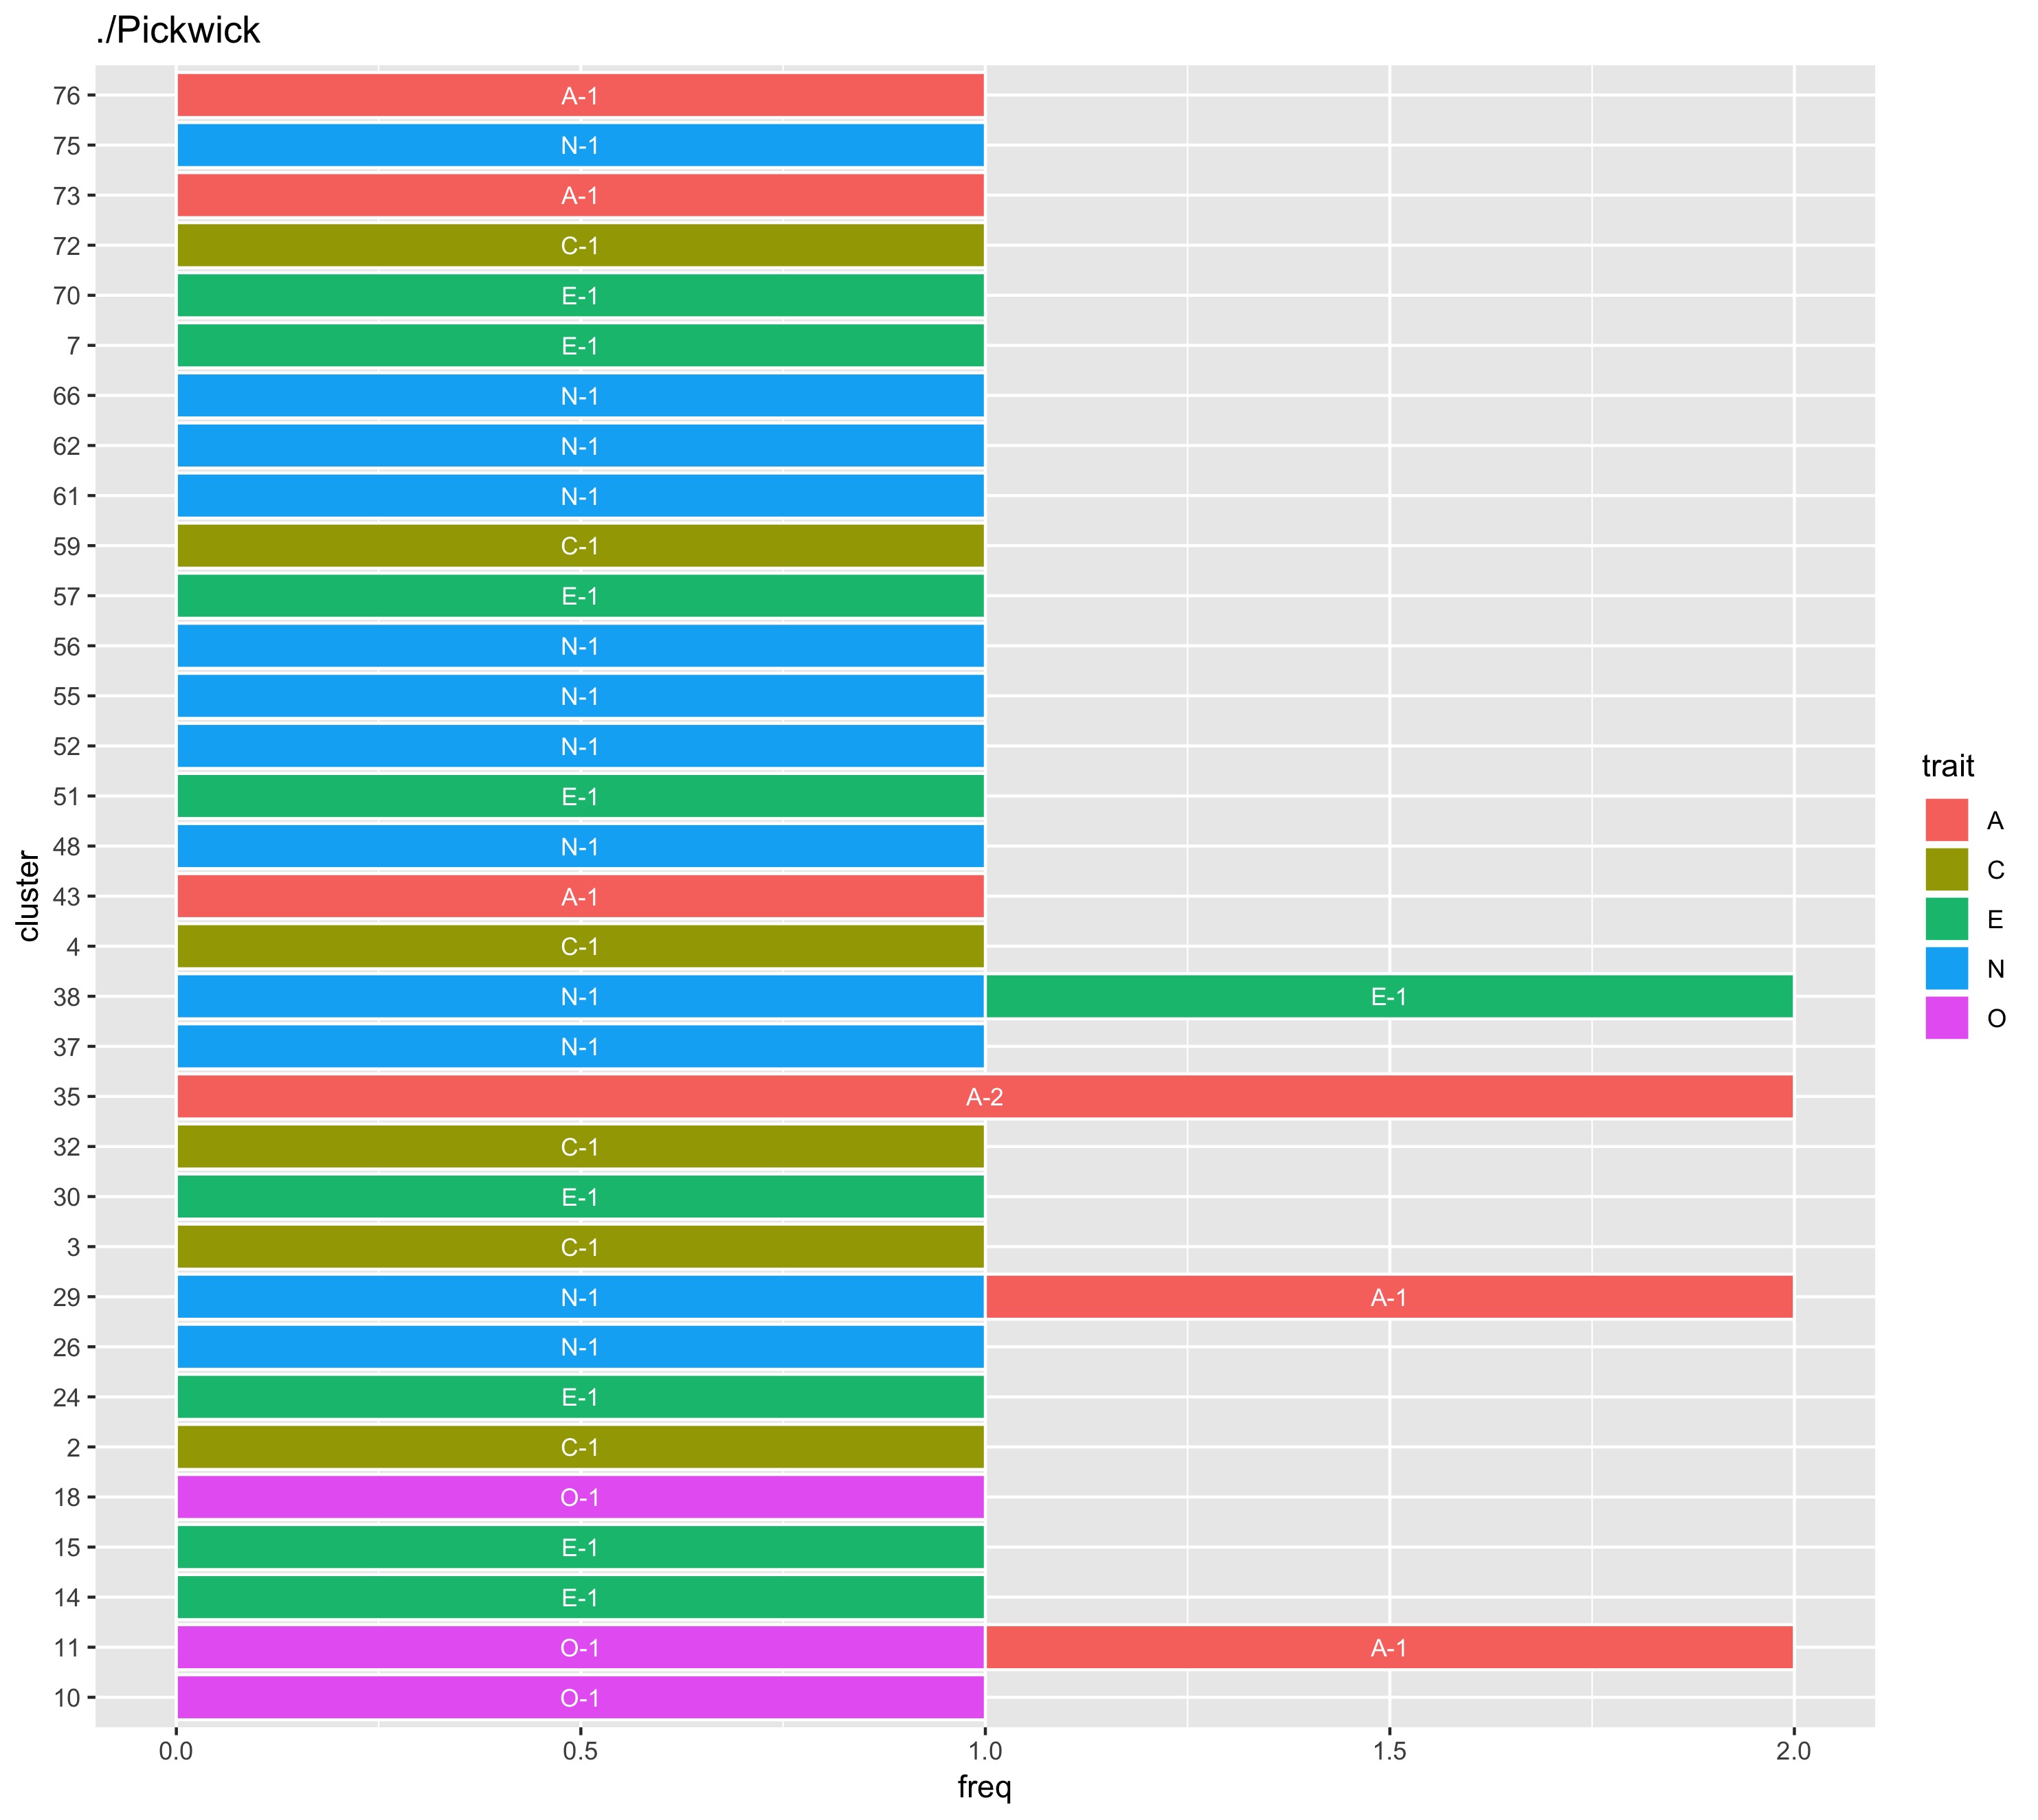 ./Pickwick
76 A-1
75 N-1
73 A-1
72 C-1
70 E-1
7 E-1
66 N-1
62 N-1
61 N-1
59 C-1
57 E-1
56 N-1
55 N-1
52 N-1
51 E-1
48 N-1
43 A-1
4 C-1
38 N-1 E-1
37 N-1
35 A-2
32 C-1
30 E-1
3 C-1
29 N-1 A-1
26 N-1
24 E-1
2 C-1
18 O-1
15 E-1
14 E-1
11 O-1 A-1
10 O-1
0.0 0.5 1.0 1.5 2.0
freq
cluster
trait
A
C
E
N
O